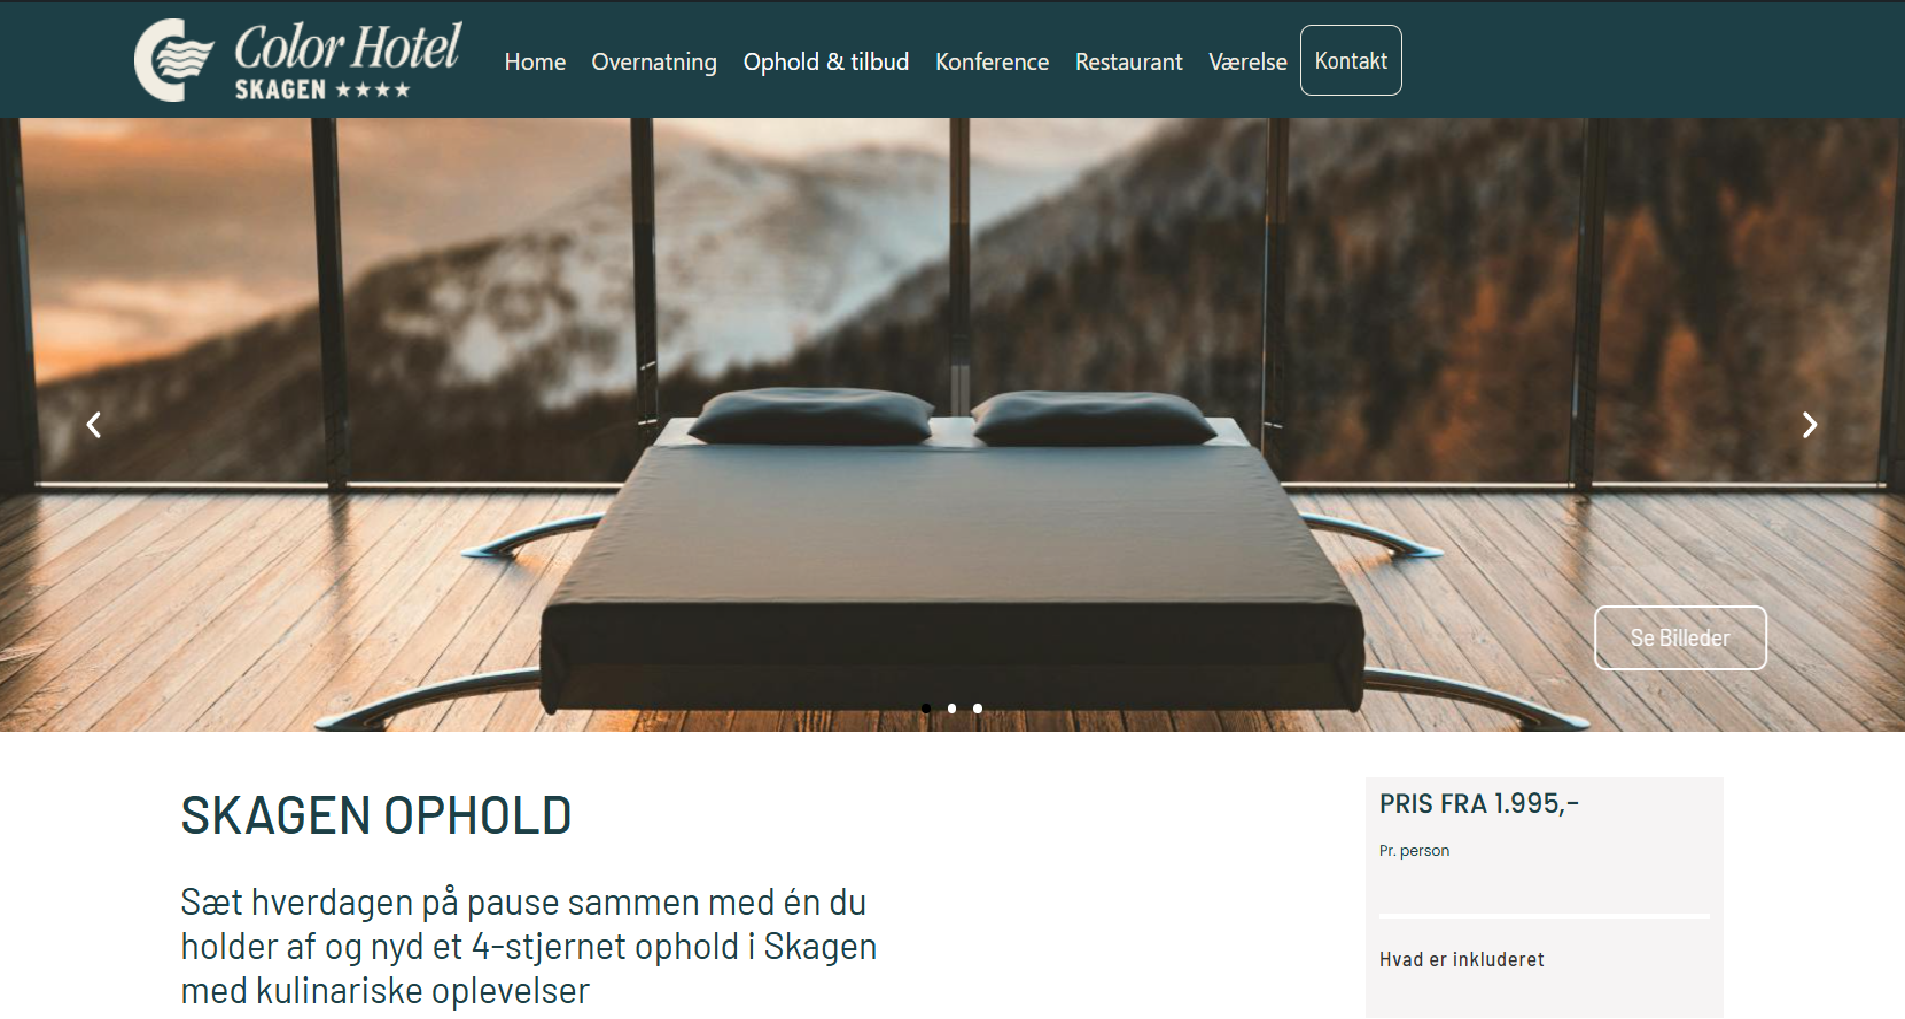 Color Hotel
SKAGEN ★★★★
Home Overnatning Ophold & tilbud Konference Restaurant Værelse Kontakt
Se Billeder
SKAGEN OPHOLD
Sæt hverdagen på pause sammen med én du
holder af og nyd et 4-stjernet ophold i Skagen
med kulinariske oplevelser
PRIS FRA 1.995,-
Pr. person
Hvad er inkluderet